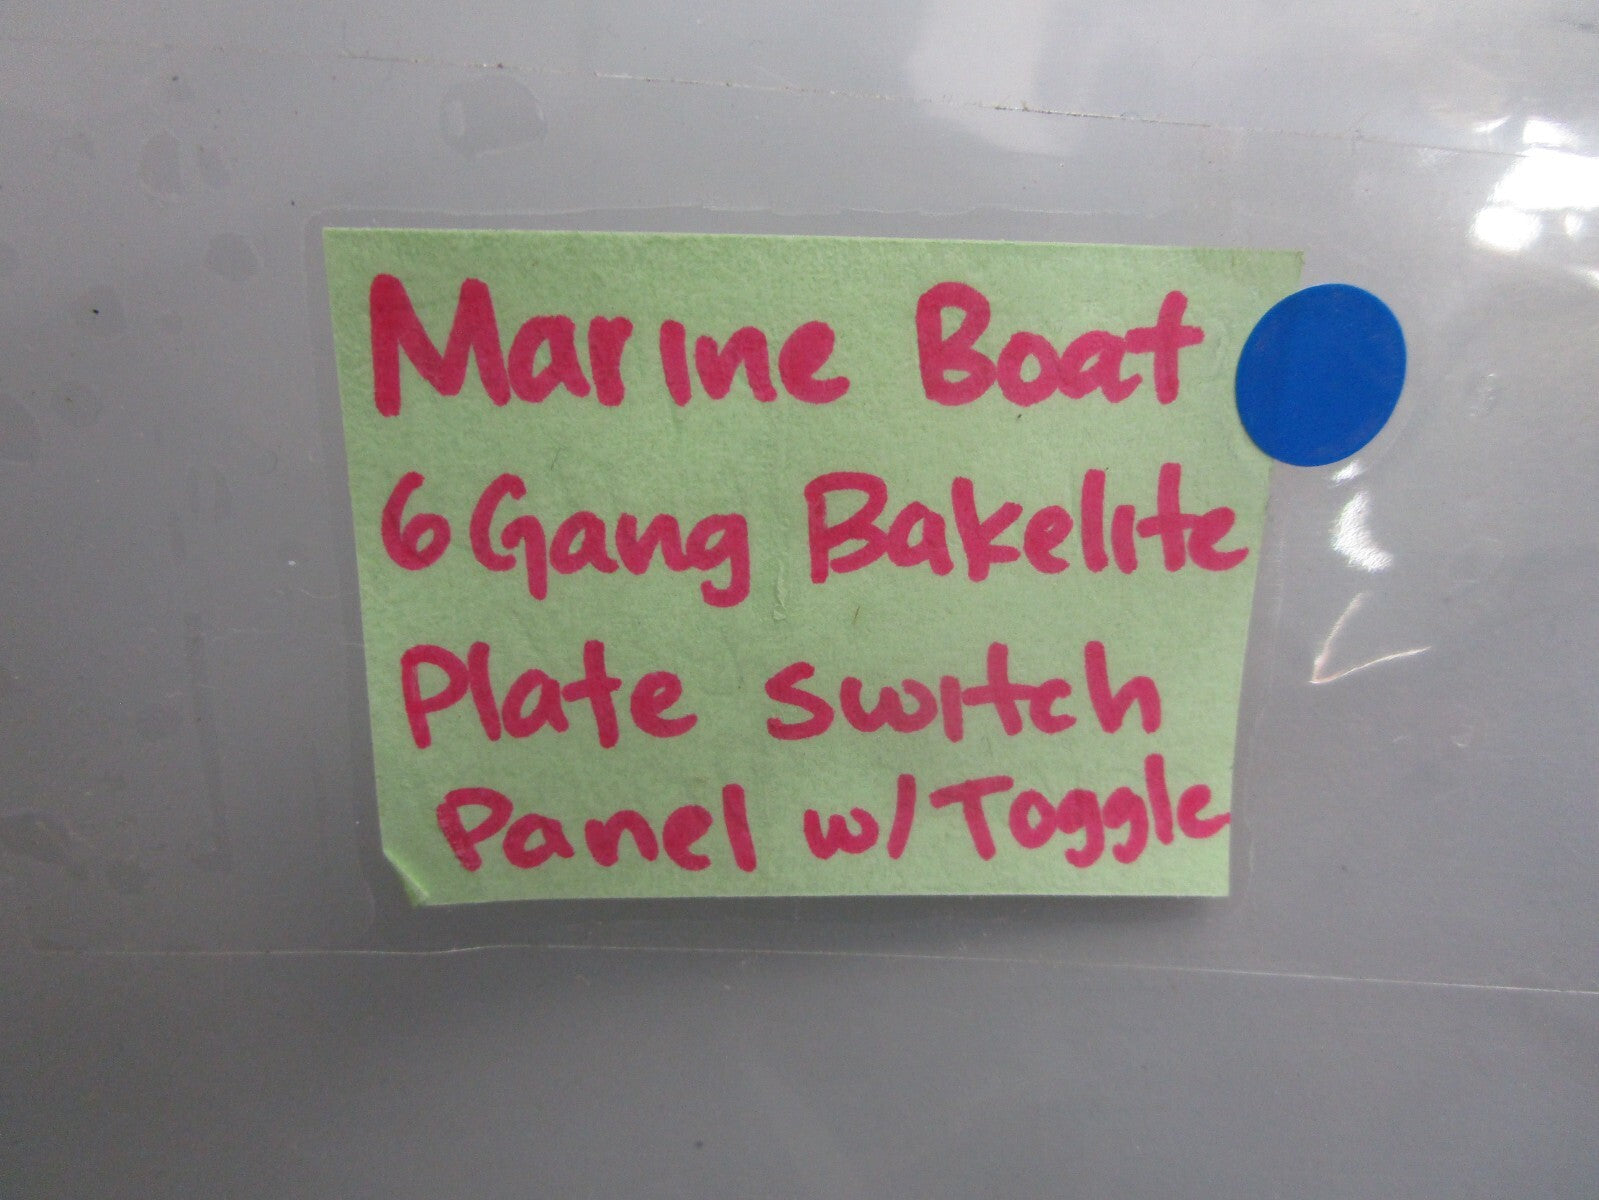 Marine Boat
6 Gang Bakelite
Plate switch
Panel w/ Toggle